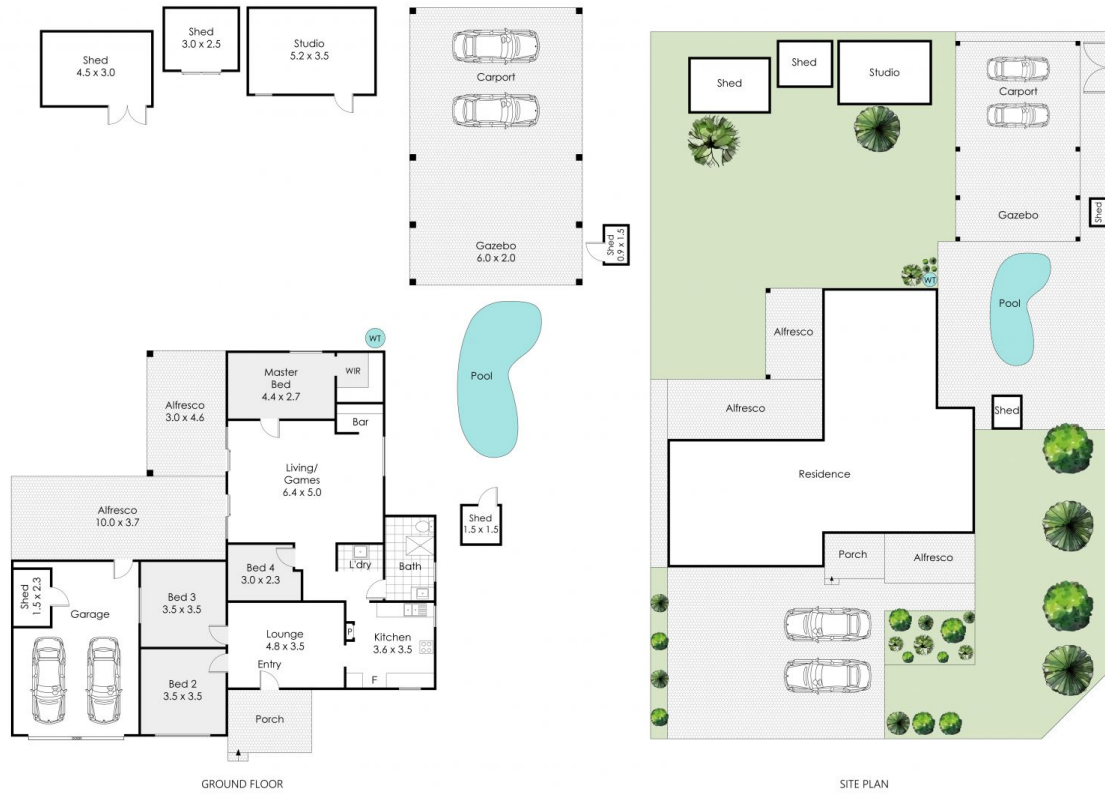 Shed
4.5 x 3.0
Shed
3.0 x 2.5
Studio
5.2 x 3.5
Carport
Gazebo
6.0 x 2.0
Shed
0.9 x 1.5
WT
Pool
Master
Bed
4.4 x 2.7
WIR
Bar
Alfresco
3.0 x 4.6
Living/
Games
6.4 x 5.0
Alfresco
10.0 x 3.7
Shed
1.5 x 1.5
Bed 4
3.0 x 2.3
L'dry
Bath
Shed
1.5 x 2.3
Garage
Bed 3
3.5 x 3.5
Lounge
4.8 x 3.5
Entry
P
Kitchen
3.6 x 3.5
F
Bed 2
3.5 x 3.5
Porch
GROUND FLOOR
Shed
Shed
Studio
Carport
Gazebo
Shed
WT
Pool
Alfresco
Alfresco
Shed
Residence
Porch
Alfresco
SITE PLAN